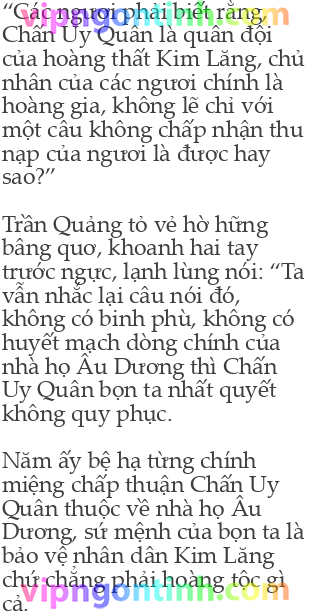 “Các ngươi phải biết rằng,
vipngontinh.com
Chấn Uy Quân là quân đội
của hoàng thất Kim Lăng, chủ
nhân của các ngươi chính là
hoàng gia, không lẽ chỉ với
một câu không chấp nhận thu
nạp của ngươi là được hay
sao?”
Trần Quảng tỏ vẻ hờ hững
bâng quơ, khoanh hai tay
trước ngực, lạnh lùng nói: “Ta
vẫn nhắc lại câu nói đó,
không có binh phù, không có
huyết mạch dòng chính của
nhà họ Âu Dương thì Chấn
Uy Quân bọn ta nhất quyết
không quy phục.
Năm ấy bệ hạ từng chính
miệng chấp thuận Chấn Uy
Quân thuộc về nhà họ Âu
Dương, sứ mệnh của bọn ta là
bảo vệ nhân dân Kim Lăng
chứ chẳng phải hoàng tộc gì
vipngontinh.com
cả.